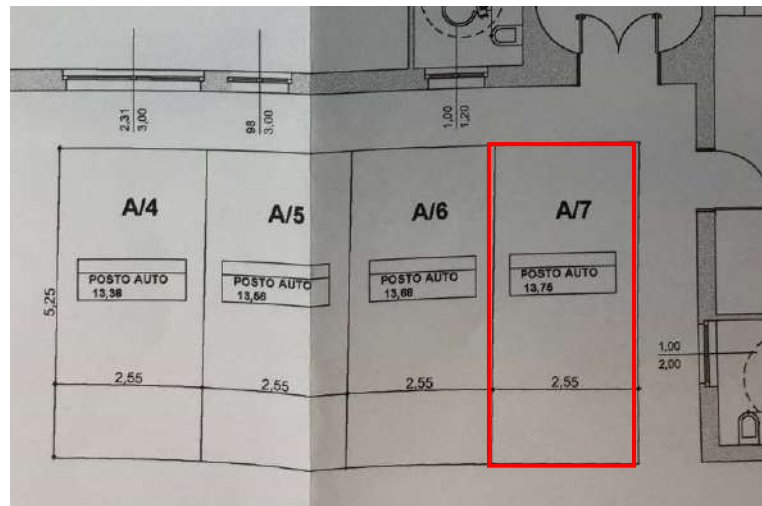 2,31
3,00
98
3,00
1,00
1,20
A/4
A/5
A/6
A/7
POSTO AUTO
13,38
POSTO AUTO
13,56
POSTO AUTO
13,68
POSTO AUTO
13,75
5,25
1,00
2,00
2,55
2,55
2,55
2,55